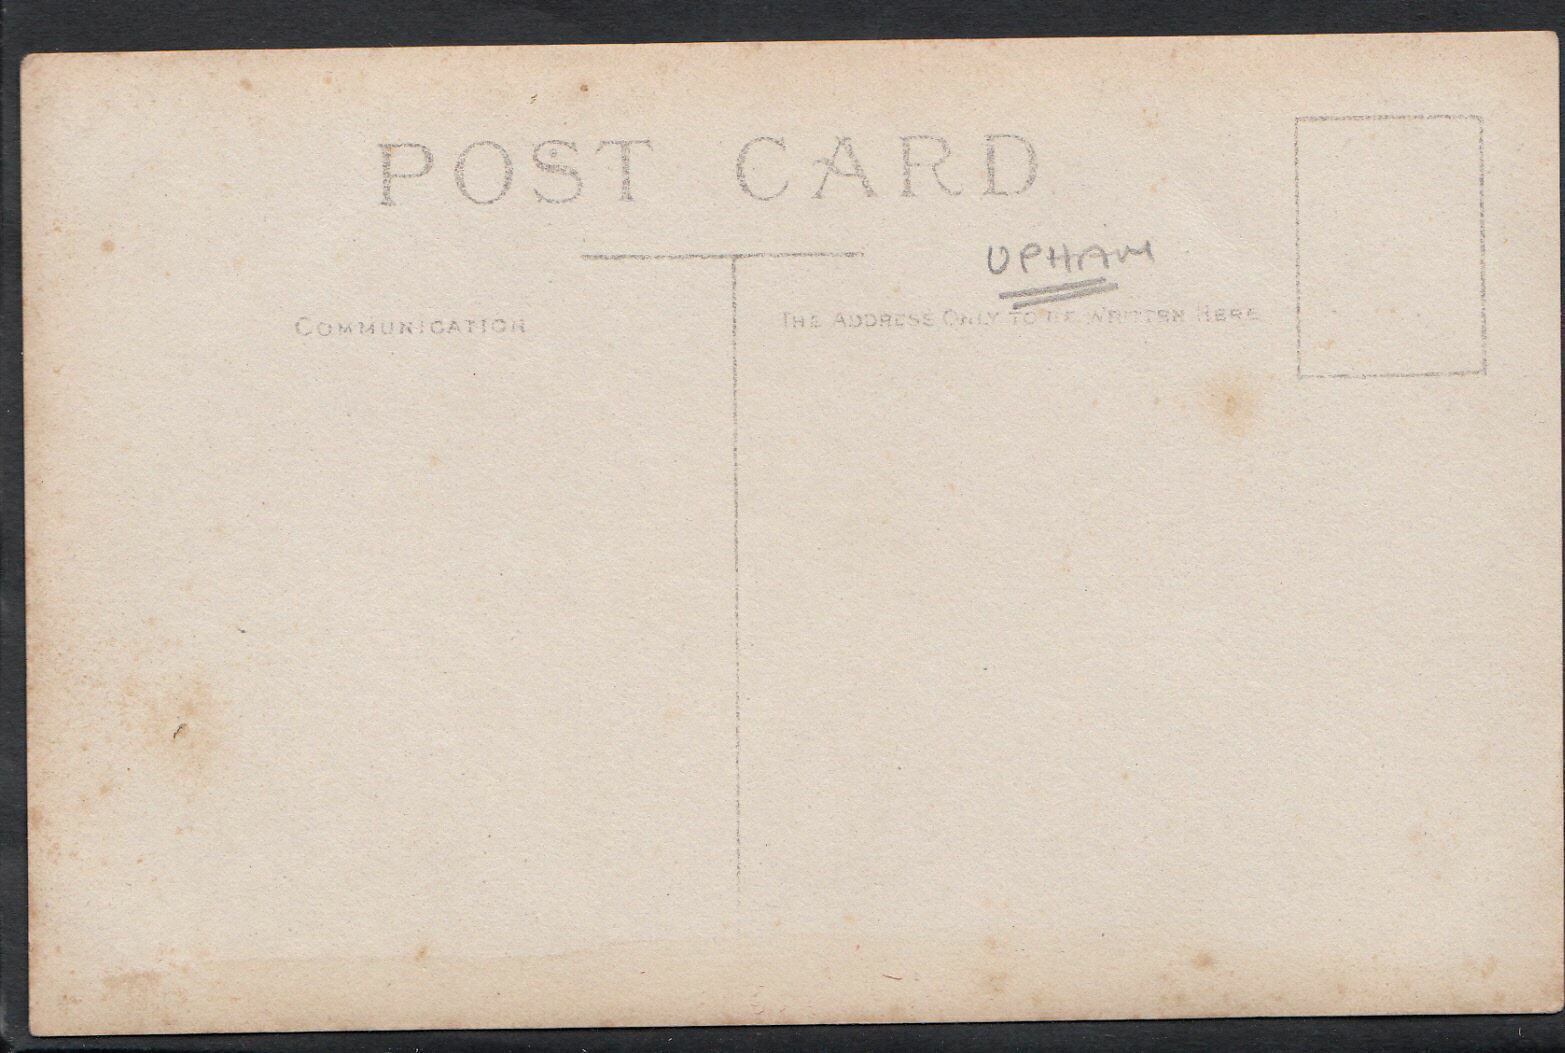 POST CARD
UPHAM
COMMUNICATION
THE ADDRESS ONLY TO BE WRITTEN HERE